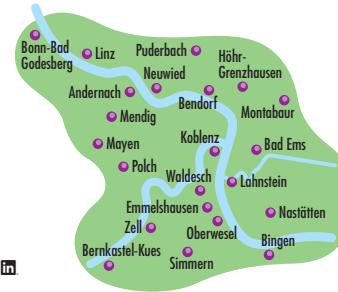 Bonn-Bad
Godesberg
Linz
Puderbach
Höhr-
Grenzhausen
Neuwied
Andernach
Bendorf
Montabaur
Mendig
Koblenz
Bad Ems
Mayen
Polch
Waldesch
Lahnstein
Emmelshausen
Nastätten
Zell
Oberwesel
Bingen
Bernkastel-Kues
Simmern
in